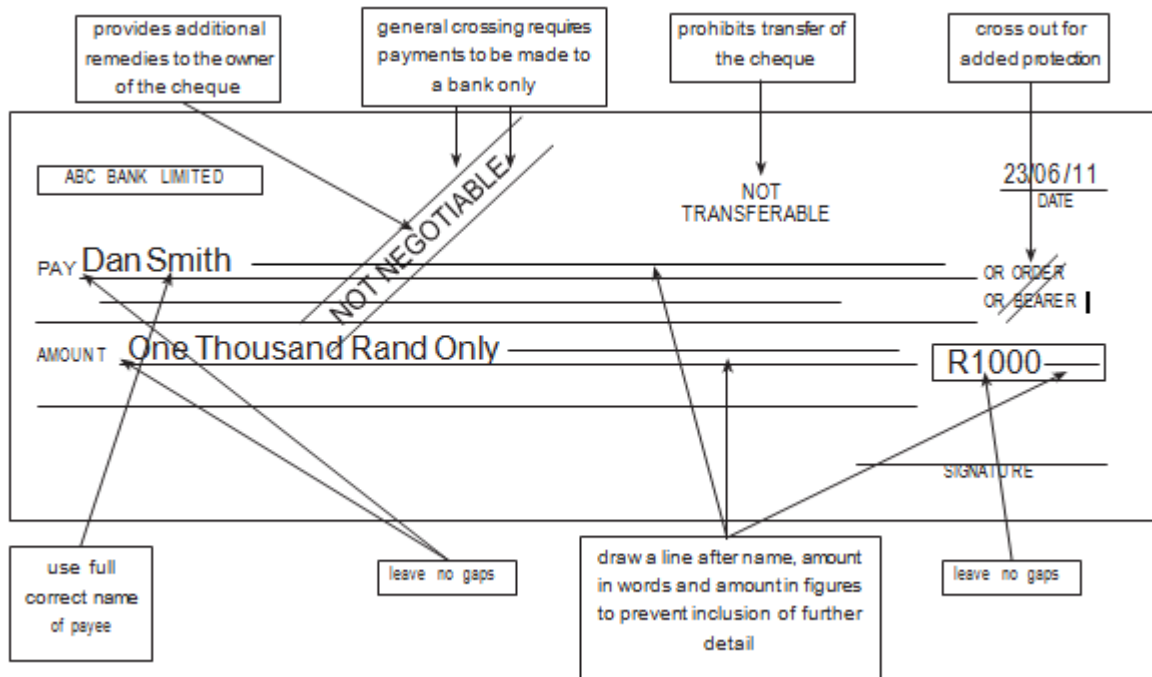 provides additional
remedies to the owner
of the cheque
general crossing requires
payments to be made to
a bank only
prohibits transfer of
the cheque
cross out for
added protection
ABC BANK LIMITED
NOT NEGOTIABLE
NOT
TRANSFERABLE
23/06/11
DATE
PAY Dan Smith
OR ORDER
OR BEARER
AMOUNT One Thousand Rand Only
R1000
SIGNATURE
use full
correct name
of payee
leave no gaps
draw a line after name, amount
in words and amount in figures
to prevent inclusion of further
detail
leave no gaps